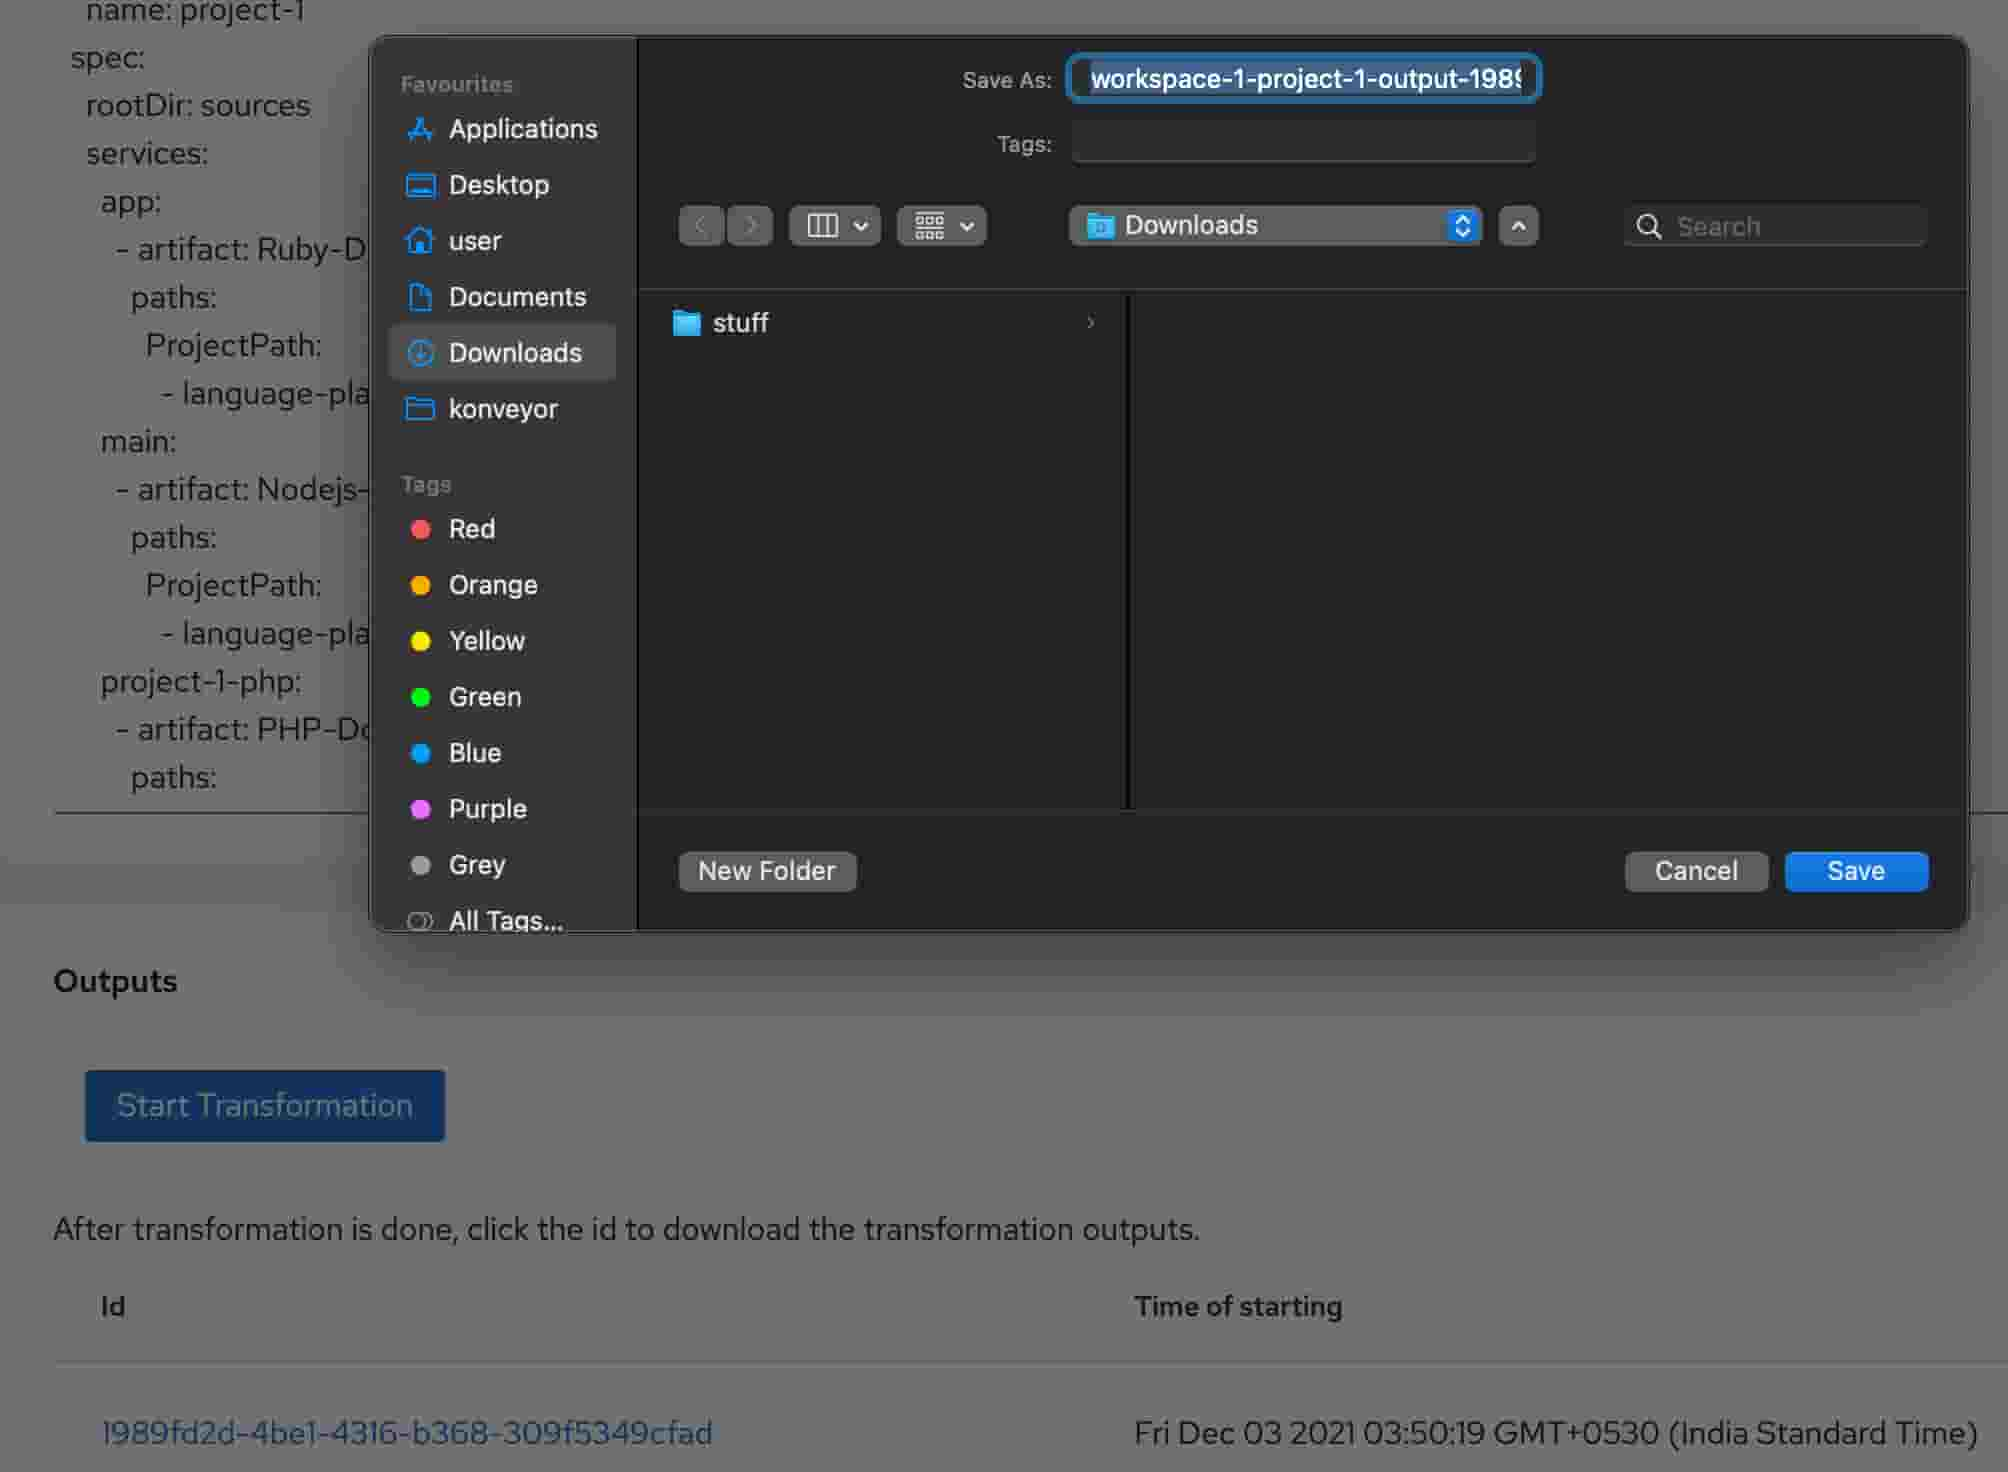 name: project-1
spec:
rootDir: sources
services:
app:
- artifact: Ruby-D
paths:
ProjectPath:
- language-pla
main:
- artifact: Nodejs-
paths:
ProjectPath:
- language-pla
project-1-php:
- artifact: PHP-Do
paths:
Favourites
Applications
Desktop
user
Documents
Downloads
konveyor
Tags
Red
Orange
Yellow
Green
Blue
Purple
Grey
All Tags...
Save As: workspace-1-project-1-output-1989
Tags:
Downloads
Search
stuff
New Folder
Cancel
Save
Outputs
Start Transformation
After transformation is done, click the id to download the transformation outputs.
Id Time of starting
1989fd2d-4be1-4316-b368-309f5349cfad Fri Dec 03 2021 03:50:19 GMT+0530 (India Standard Time)